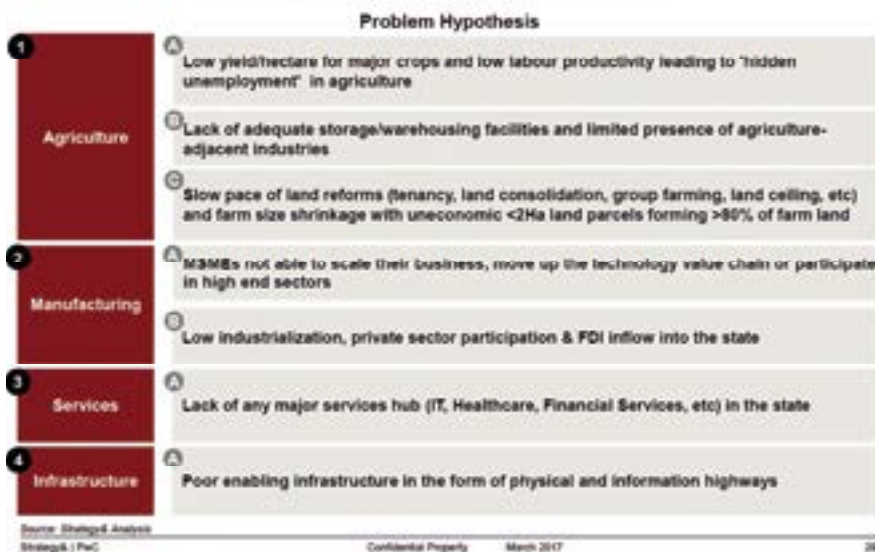 Problem Hypothesis
1
Agriculture
A
Low yield/hectare for major crops and low labour productivity leading to 'hidden
unemployment' in agriculture
B
Lack of adequate storage/warehousing facilities and limited presence of agriculture-
adjacent industries
C
Slow pace of land reforms (tenancy, land consolidation, group farming, land ceiling, etc)
and farm size shrinkage with uneconomic <2Ha land parcels forming farm land
2
Manufacturing
A
MSMEs not able to scale their business, move up the technology value chain or participate
in high end sectors
B
Low industrialization, private sector participation & FDI inflow into the state
3
Services
A
Lack of any major services hub (IT, Healthcare, Financial Services, etc) in the state
4
Infrastructure
A
Poor enabling infrastructure in the form of physical and information highways
Source: Strategy& Analysis
Strategy& | PwC
Confidential Property
March 2017